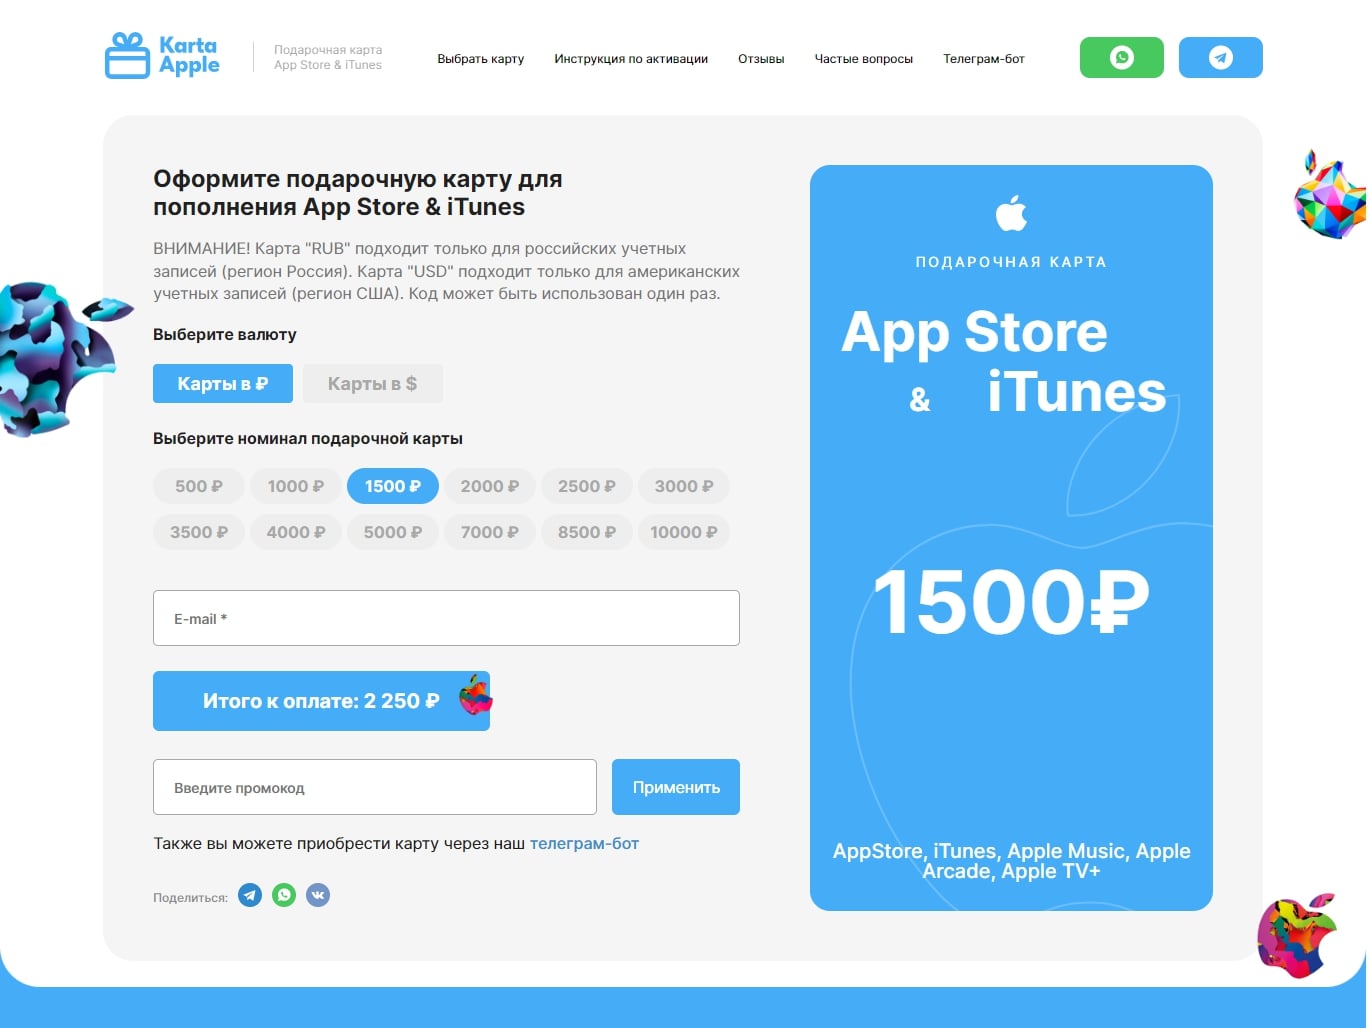 Karta
Apple
Подарочная карта
App Store & iTunes
Выбрать карту
Инструкция по активации
Отзывы
Частые вопросы
Телеграм-бот
Оформите подарочную карту для
пополнения App Store & iTunes
ВНИМАНИЕ! Карта "RUB" подходит только для российских учетных
записей (регион Россия). Карта "USD" подходит только для американских
учетных записей (регион США). Код может быть использован один раз.
Выберите валюту
Карты в ₽
Карты в $
Выберите номинал подарочной карты
500 ₽ 1000 ₽ 1500 ₽ 2000 ₽ 2500 ₽ 3000 ₽
3500 ₽ 4000 ₽ 5000 ₽ 7000 ₽ 8500 ₽ 10000 ₽
E-mail *
Итого к оплате: 2 250 ₽
Введите промокод
Применить
Также вы можете приобрести карту через наш телеграм-бот
Поделиться:
ПОДАРОЧНАЯ КАРТА
App Store
& iTunes
1500₽
AppStore, iTunes, Apple Music, Apple
Arcade, Apple TV+